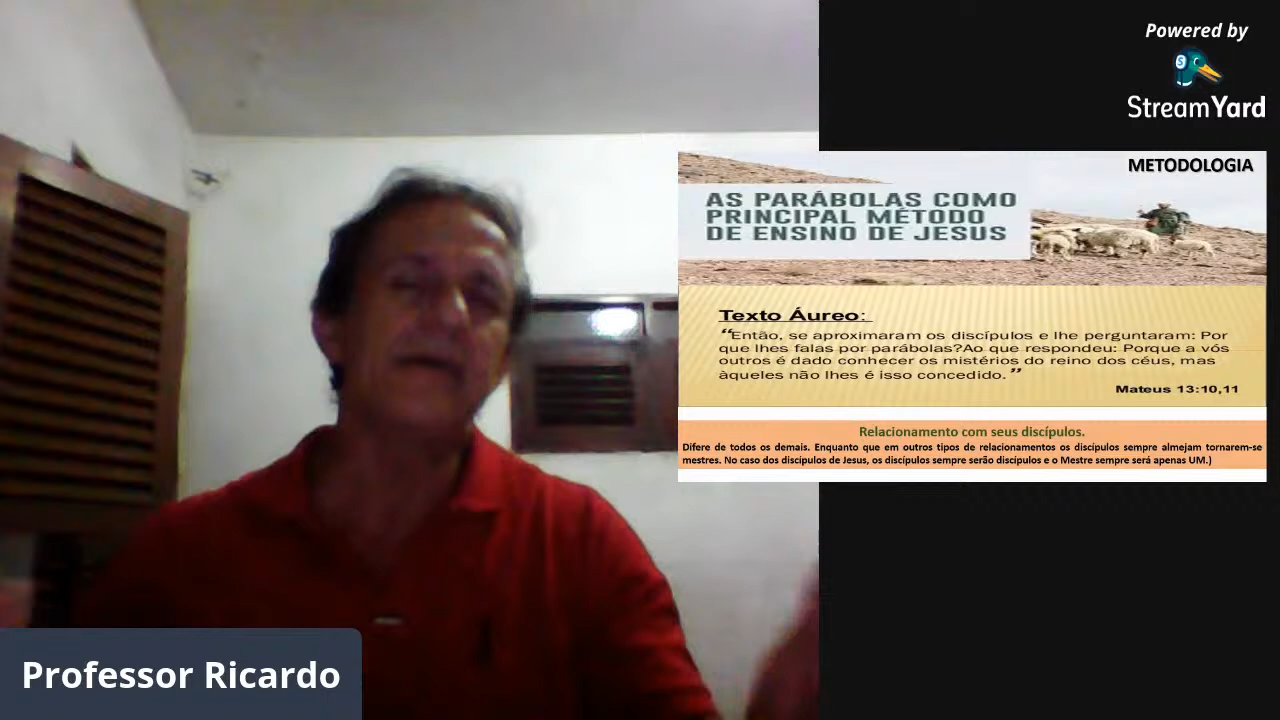 Powered by
StreamYard
METODOLOGIA
AS PARÁBOLAS COMO
PRINCIPAL MÉTODO
DE ENSINO DE JESUS
Texto Áureo:
“Então, se aproximaram os discípulos e lhe perguntaram: Por
que lhes falas por parábolas?Ao que respondeu: Porque a vós
outros é dado conhecer os mistérios do reino dos céus, mas
àqueles não lhes é isso concedido.”
Mateus 13:10,11
Relacionamento com seus discípulos.
Difere de todos os demais. Enquanto que em outros tipos de relacionamentos os discípulos sempre almejam tornarem-se
mestres. No caso dos discípulos de Jesus, os discípulos sempre serão discípulos e o Mestre sempre será apenas UM.)
Professor Ricardo